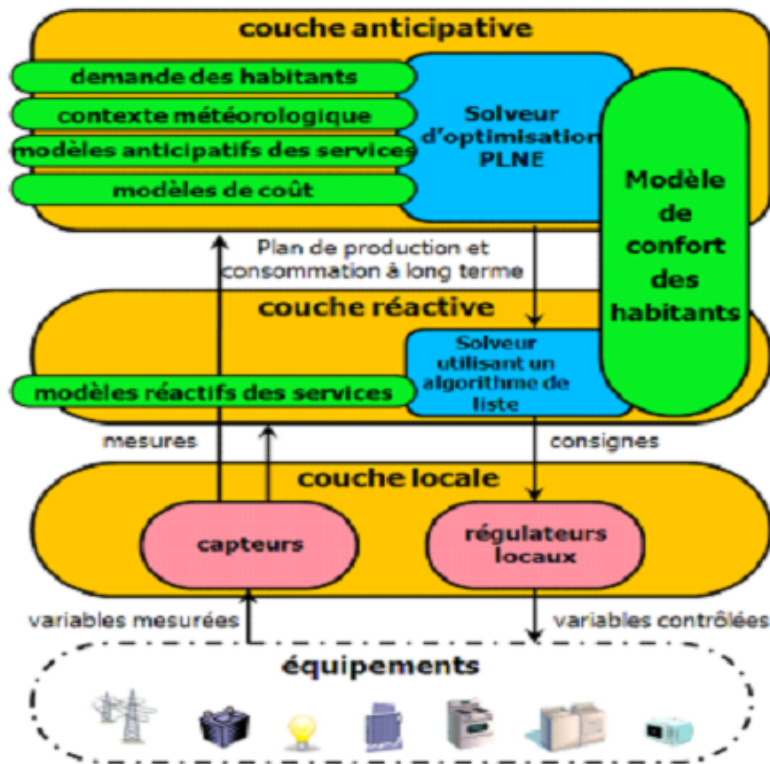 couche anticipative
demande des habitants
contexte météorologique
modèles anticipatifs des services
modèles de coût
Solveur
d'optimisation
PLNE
Modèle
de
confort
des
habitants
Plan de production et
consommation à long terme
couche réactive
Solveur
utilisant un
algorithme de
liste
modèles réactifs des services
mesures
consignes
couche locale
capteurs
régulateurs
locaux
variables mesurées
variables contrôlées
équipements